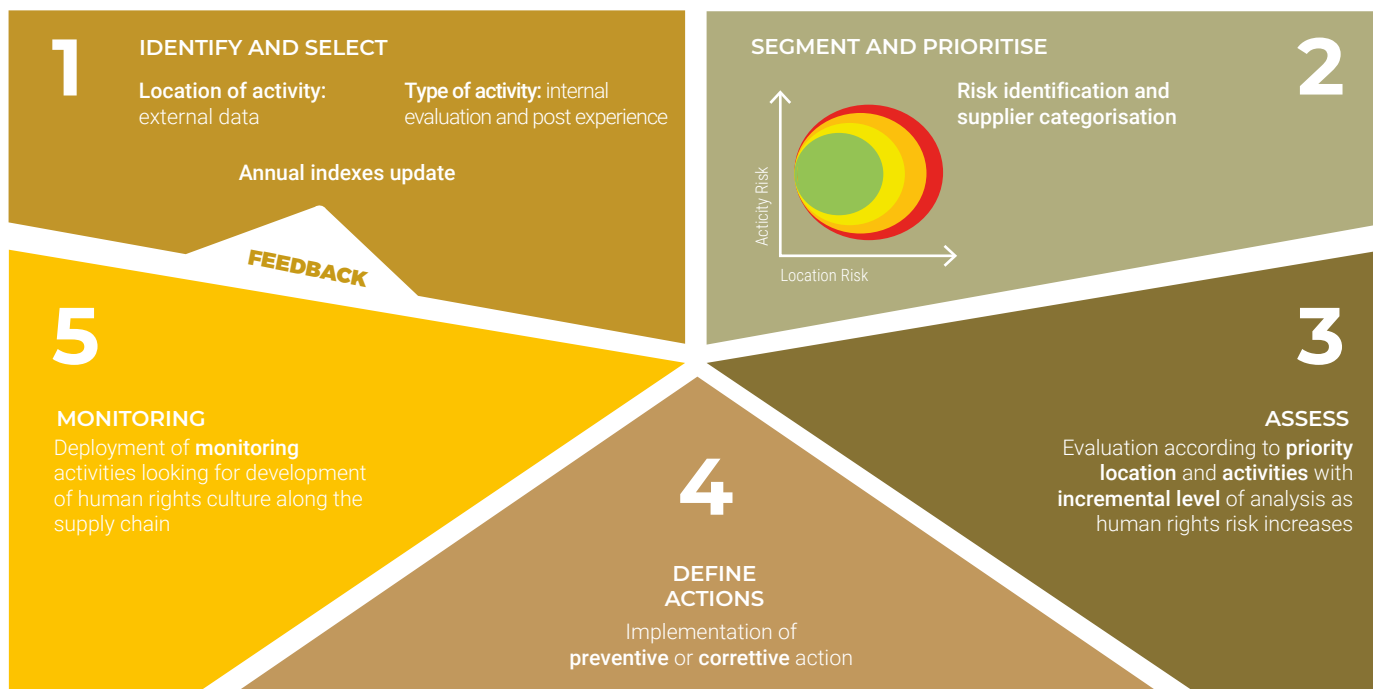 1
IDENTIFY AND SELECT
Location of activity:
external data
Type of activity: internal
evaluation and post experience
Annual indexes update
FEEDBACK
2
SEGMENT AND PRIORITISE
Risk identification and
supplier categorisation
Acticity Risk
Location Risk
3
ASSESS
Evaluation according to priority
location and activities with
incremental level of analysis as
human rights risk increases
4
DEFINE
ACTIONS
Implementation of
preventive or correttive action
5
MONITORING
Deployment of monitoring
activities looking for development
of human rights culture along the
supply chain